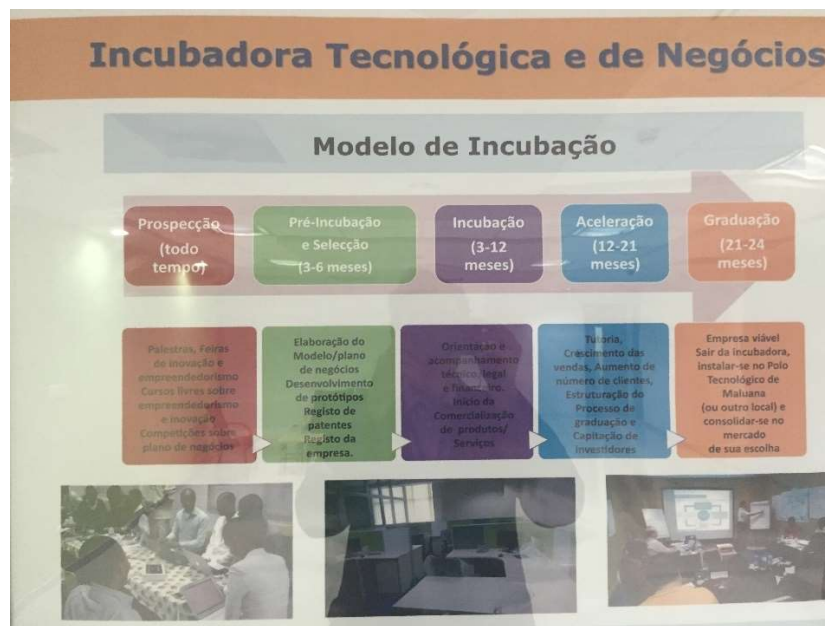 Incubadora Tecnológica e de Negócios
Modelo de Incubação
Prospecção
(todo
tempo)
Pré-Incubação
e Selecção
(3-6 meses)
Incubação
(3-12
meses)
Aceleração
(12-21
meses)
Graduação
(21-24
meses)
Palestras, Feiras
de inovação e
empreendedorismo
Cursos livres sobre
empreendedorismo
e inovação
Competições sobre
plano de negócios
Elaboração do
Modelo/plano
de negócios
Desenvolvimento
de protótipos
Registo de
patentes
Registo da
empresa.
Orientação e
acompanhamento
técnico, legal
e financeiro.
Início da
Comercialização
de produtos/
Serviços
Tutoria,
Crescimento das
vendas, Aumento de
número de clientes,
Estruturação do
Processo de
graduação e
Capitação de
investidores
Empresa viável
Sair da incubadora,
instalar-se no Polo
Tecnológico de
Maluana
(ou outro local) e
consolidar-se no
mercado
de sua escolha